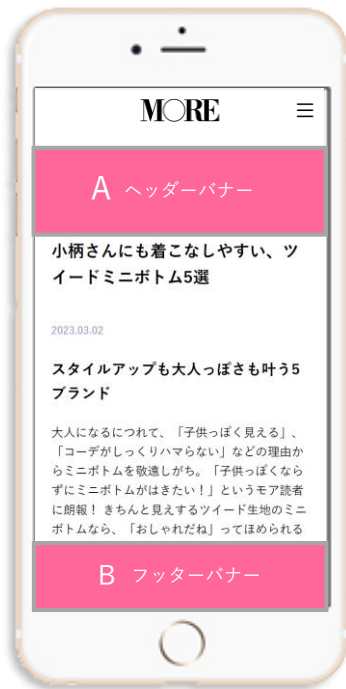 MORE
A ヘッダーバナー
小柄さんにも着こなしやすい、ツ
イードミニボトム5選
2023.03.02
スタイルアップも大人っぽさも叶う5
ブランド
大人になるにつれて、「子供っぽく見える」、
「コーデがしっくりハマらない」などの理由か
らミニボトムを敬遠しがち。「子供っぽくなら
ずにミニボトムがはきたい！」というモア読者
に朗報！ きちんと見えするツイード生地のミニ
ボトムなら、「おしゃれだね」ってほめられる
B フッターバナー